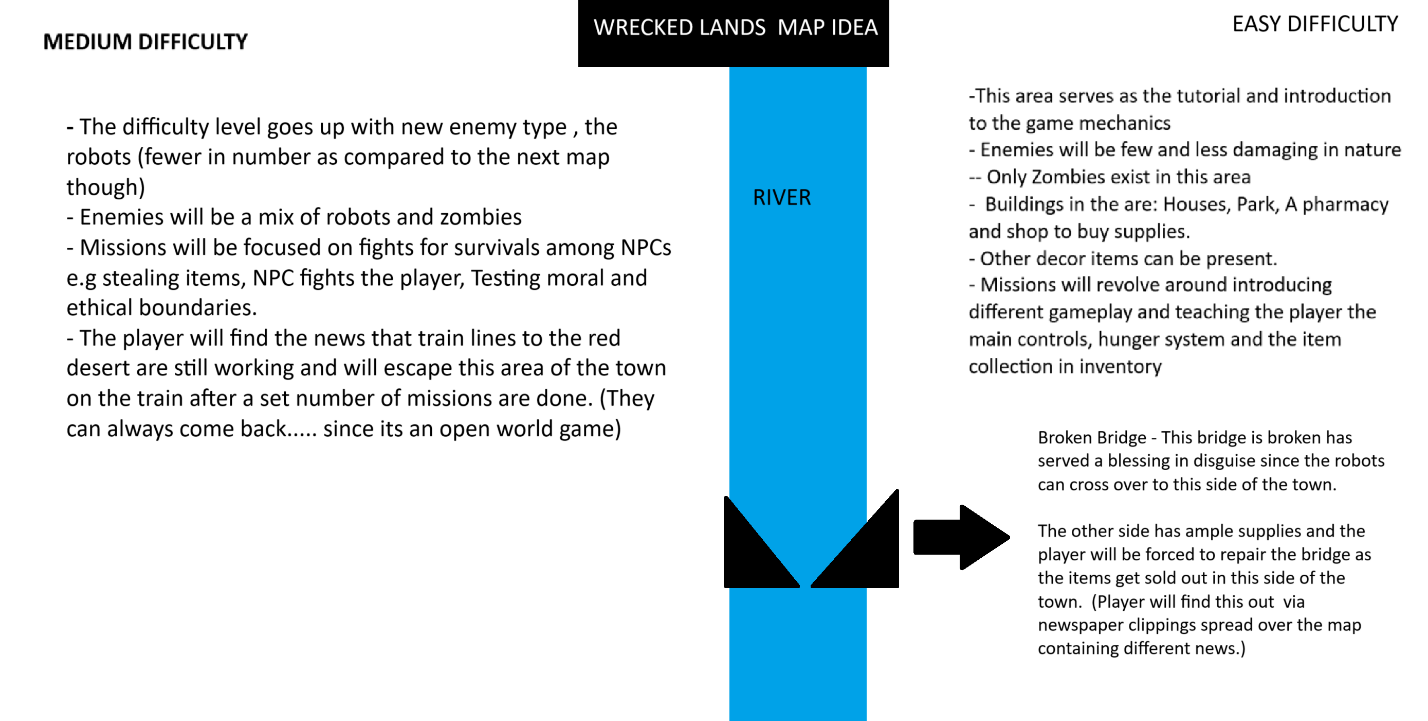 WRECKED LANDS  MAP IDEA
MEDIUM DIFFICULTY
- The difficulty level goes up with new enemy type , the
robots (fewer in number as compared to the next map
though)
- Enemies will be a mix of robots and zombies
- Missions will be focused on fights for survivals among NPCs
e.g stealing items, NPC fights the player, Testing moral and
ethical boundaries.
- The player will find the news that train lines to the red
desert are still working and will escape this area of the town
on the train after a set number of missions are done. (They
can always come back..... since its an open world game)
RIVER
EASY DIFFICULTY
-This area serves as the tutorial and introduction
to the game mechanics
- Enemies will be few and less damaging in nature
-- Only Zombies exist in this area
-  Buildings in the are: Houses, Park, A pharmacy
and shop to buy supplies.
- Other decor items can be present.
- Missions will revolve around introducing
different gameplay and teaching the player the
main controls, hunger system and the item
collection in inventory
Broken Bridge - This bridge is broken has
served a blessing in disguise since the robots
can cross over to this side of the town.
The other side has ample supplies and the
player will be forced to repair the bridge as
the items get sold out in this side of the
town.  (Player will find this out  via
newspaper clippings spread over the map
containing different news.)